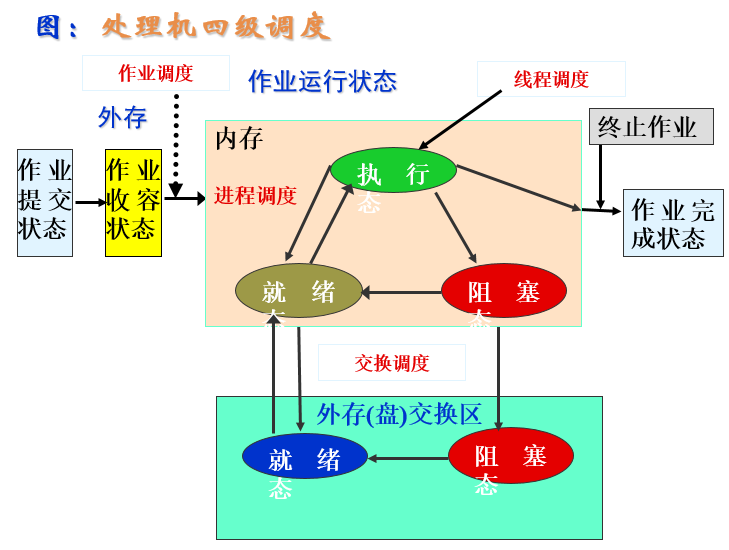 图： 处理机四级调度
作业调度
作业运行状态
线程调度
外存
终止作业
内存
作 业
提 交
状态
作 业
收 容
状态
进程调度
执 行
态
作 业 完
成状态
就 绪
态
阻 塞
态
交换调度
外存(盘)交换区
就 绪
态
阻 塞
态